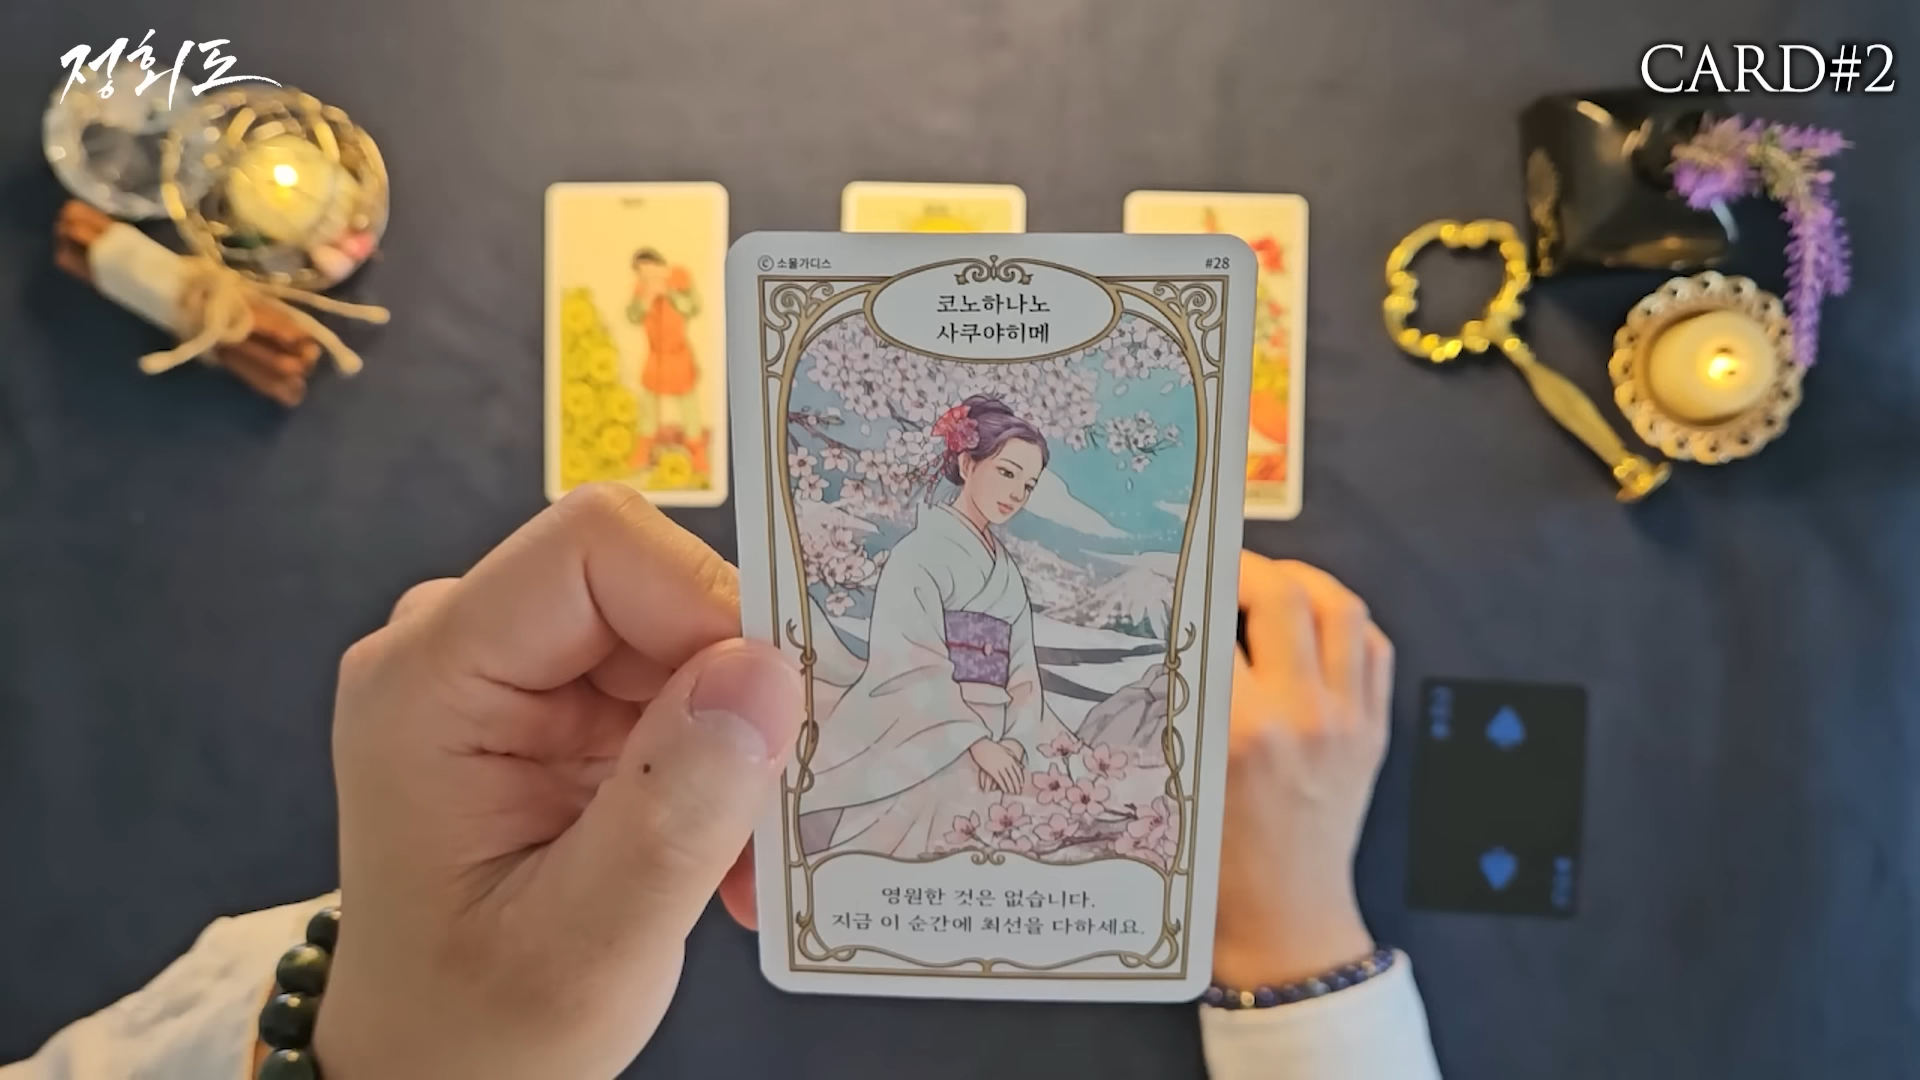 정회도
CARD#2
ⓒ 소울가디스
#28
코노하나노
사쿠야히메
영원한 것은 없습니다.
지금 이 순간에 최선을 다하세요.